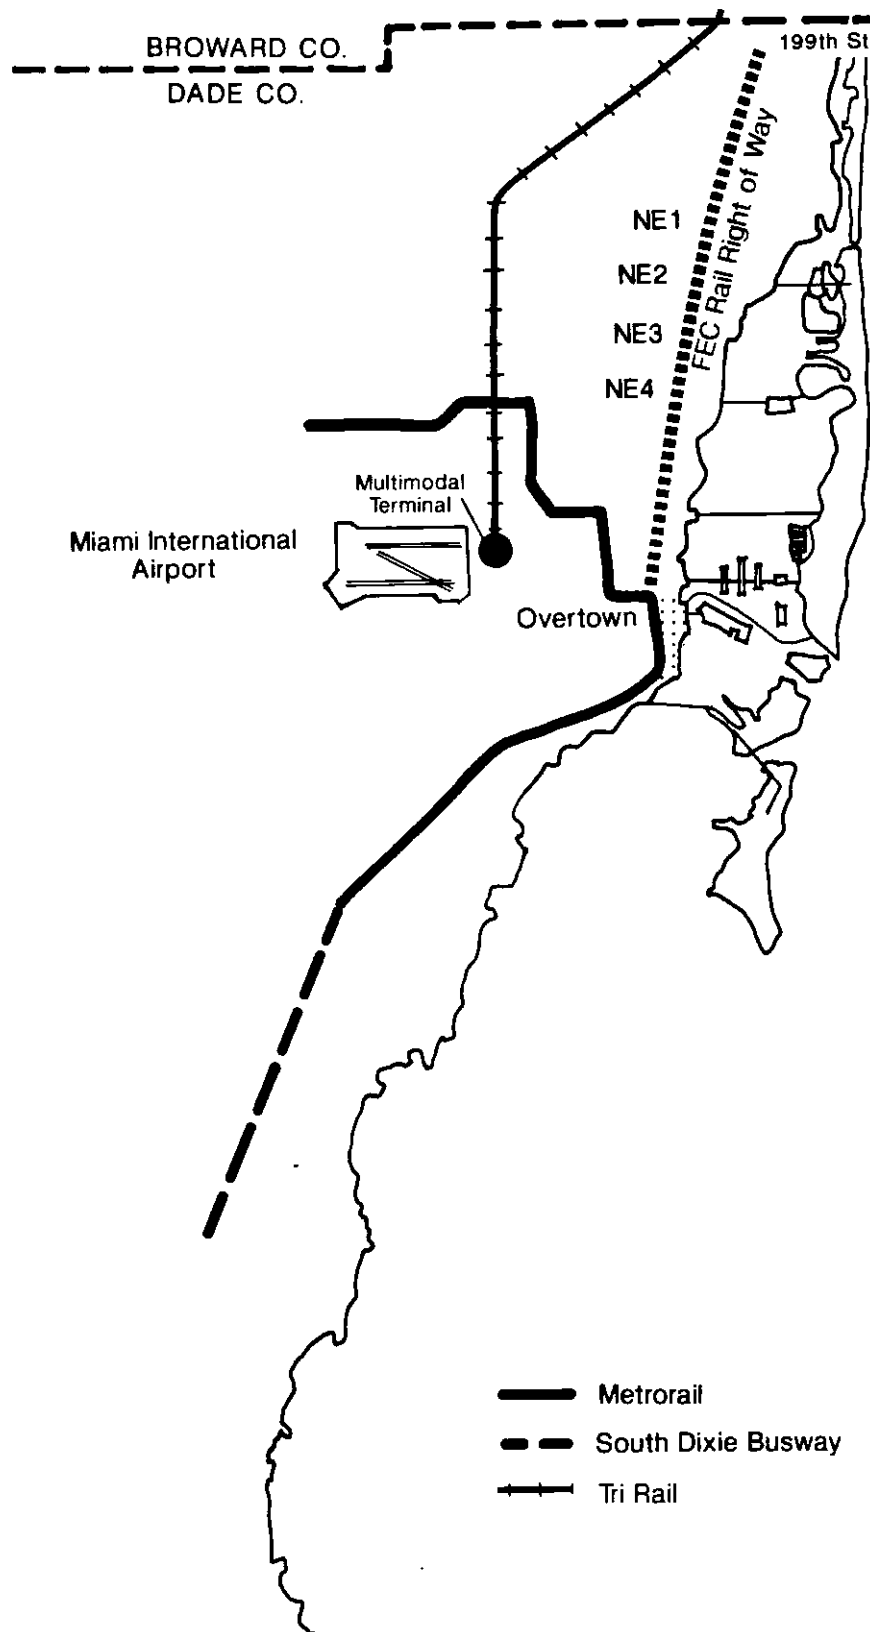 BROWARD CO.
199th St
DADE CO.
NE1
NE2
NE3
NE4
FEC Rail Right of Way
Multimodal
Terminal
Miami International
Airport
Overtown
Metrorail
South Dixie Busway
Tri Rail